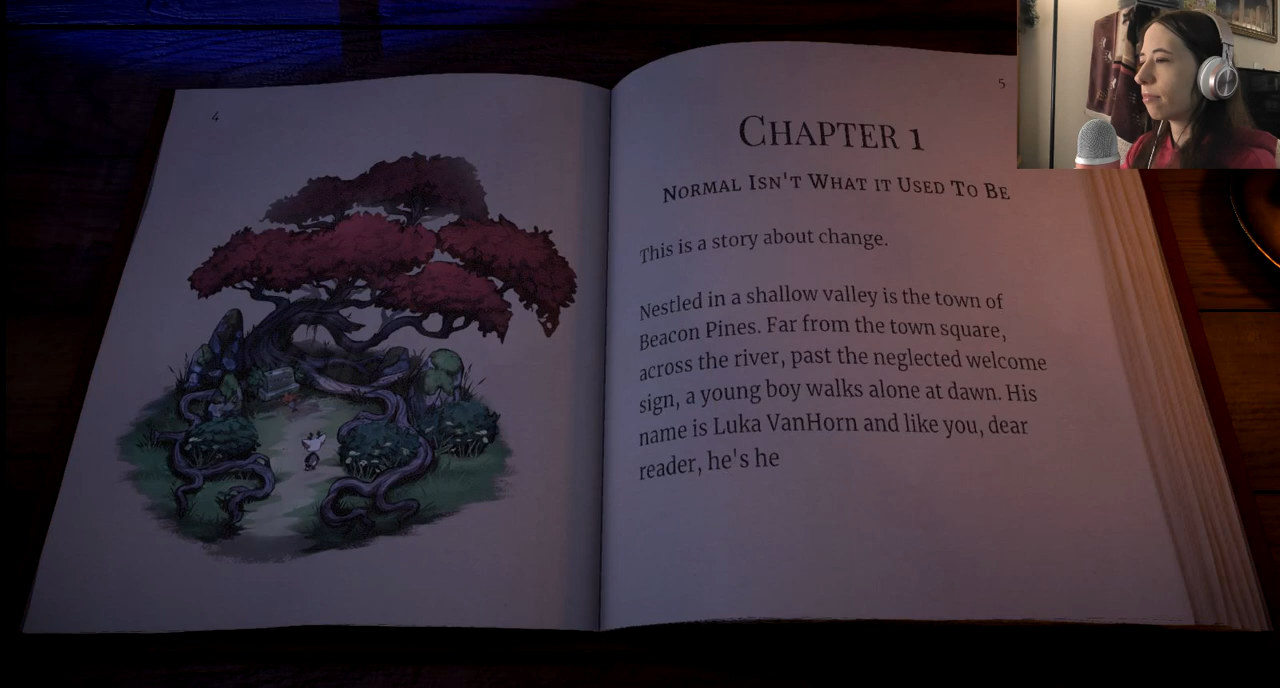 4
5
CHAPTER 1
NORMAL ISN'T WHAT IT USED TO BE
This is a story about change.
Nestled in a shallow valley is the town of
Beacon Pines. Far from the town square,
across the river, past the neglected welcome
sign, a young boy walks alone at dawn. His
name is Luka VanHorn and like you, dear
reader, he's he